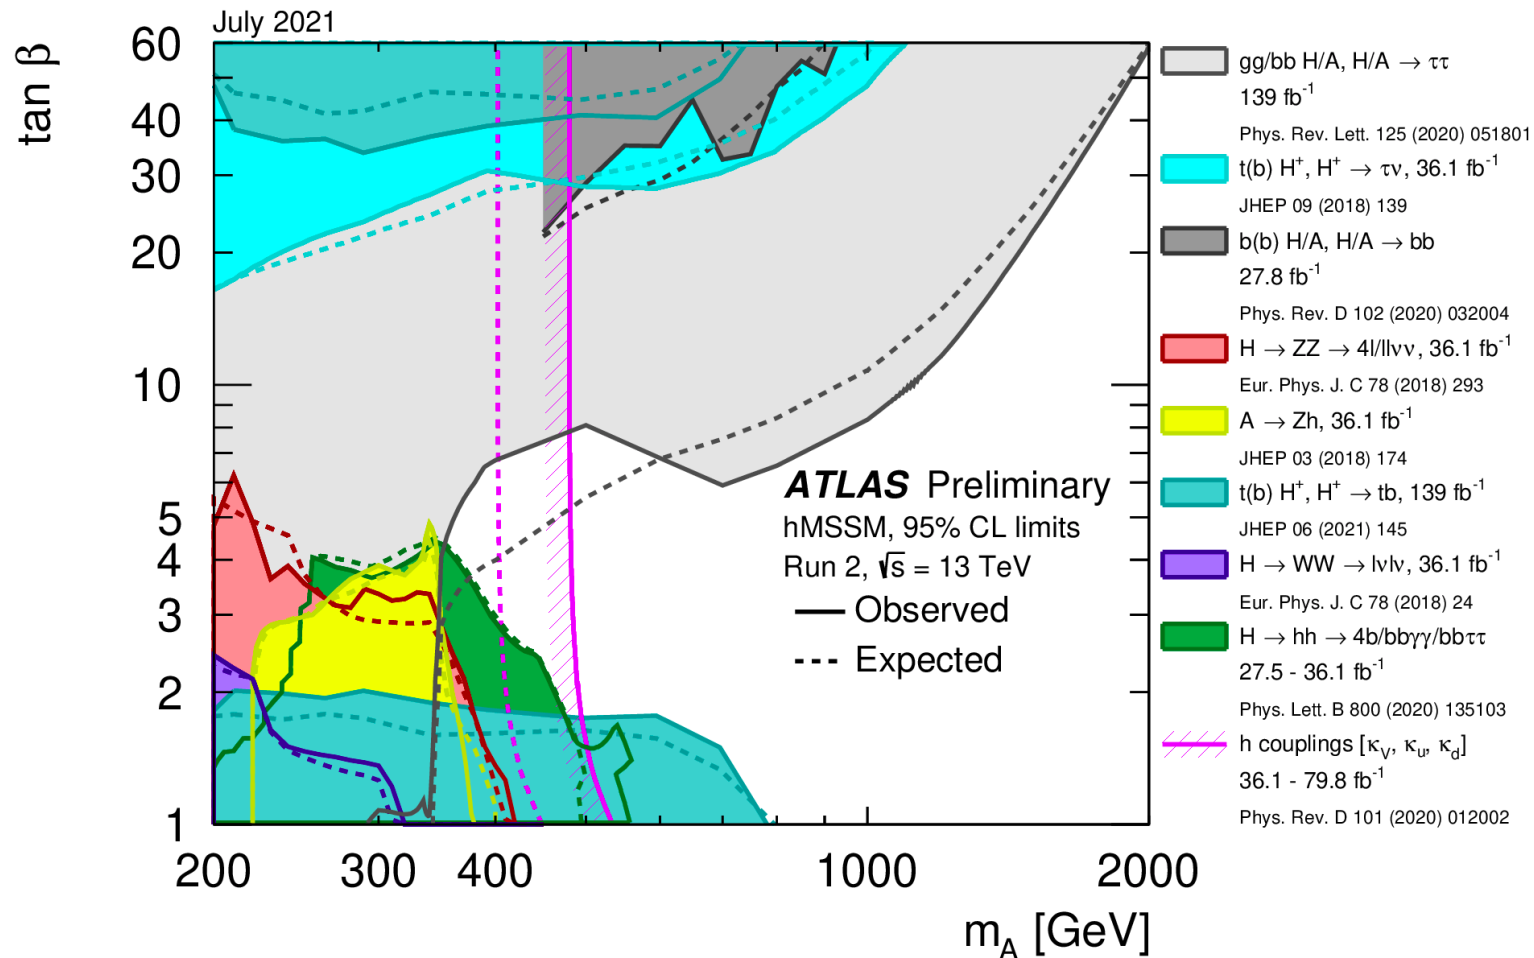 July 2021
tan β
60
40
30
20
10
5
4
3
2
1
200
300
400
1000
2000
m_A [GeV]
ATLAS Preliminary
hMSSM, 95% CL limits
Run 2, √s = 13 TeV
Observed
Expected
gg/bb H/A, H/A → ττ
139 fb⁻¹
Phys. Rev. Lett. 125 (2020) 051801
t(b) H⁺, H⁺ → τν, 36.1 fb⁻¹
JHEP 09 (2018) 139
b(b) H/A, H/A → bb
27.8 fb⁻¹
Phys. Rev. D 102 (2020) 032004
H → ZZ → 4l/llνν, 36.1 fb⁻¹
Eur. Phys. J. C 78 (2018) 293
A → Zh, 36.1 fb⁻¹
JHEP 03 (2018) 174
t(b) H⁺, H⁺ → tb, 139 fb⁻¹
JHEP 06 (2021) 145
H → WW → lνlν, 36.1 fb⁻¹
Eur. Phys. J. C 78 (2018) 24
H → hh → 4b/bbγγ/bbττ
27.5 - 36.1 fb⁻¹
Phys. Lett. B 800 (2020) 135103
h couplings [κ_V, κ_u, κ_d]
36.1 - 79.8 fb⁻¹
Phys. Rev. D 101 (2020) 012002